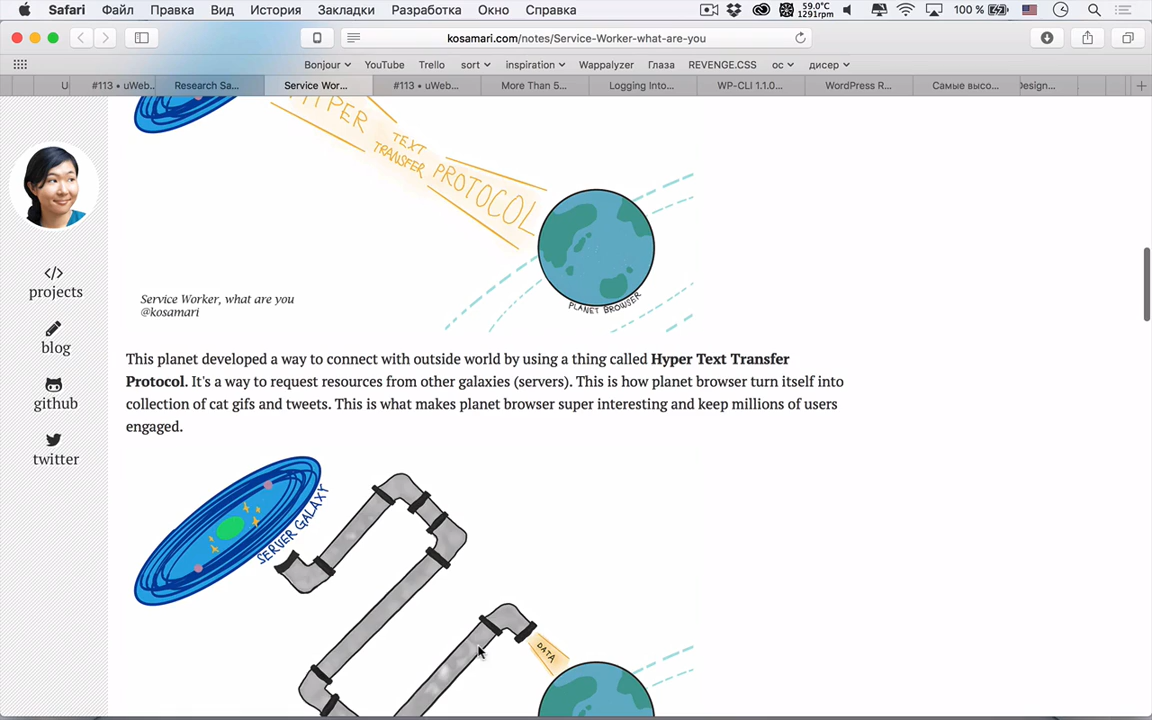 Safari Файл Правка Вид История Закладки Разработка Окно Справка 59.0°C 1291rpm 100 %
kosamari.com/notes/Service-Worker-what-are-you
Bonjour YouTube Trello sort inspiration Wappalyzer Глаза REVENGE.CSS ос дисер
U #113 • uWeb... Research Sa... Service Wor... #113 • uWeb... More Than 5... Logging Into... WP-CLI 1.1.0... WordPress R... Самые высо... Design...
HYPER
TEXT
TRANSFER
PROTOCOL
PLANET BROWSER
Service Worker, what are you
@kosamari
</> projects
blog
github
twitter
This planet developed a way to connect with outside world by using a thing called Hyper Text Transfer
Protocol. It's a way to request resources from other galaxies (servers). This is how planet browser turn itself into
collection of cat gifs and tweets. This is what makes planet browser super interesting and keep millions of users
engaged.
SERVER GALAXY
DATA